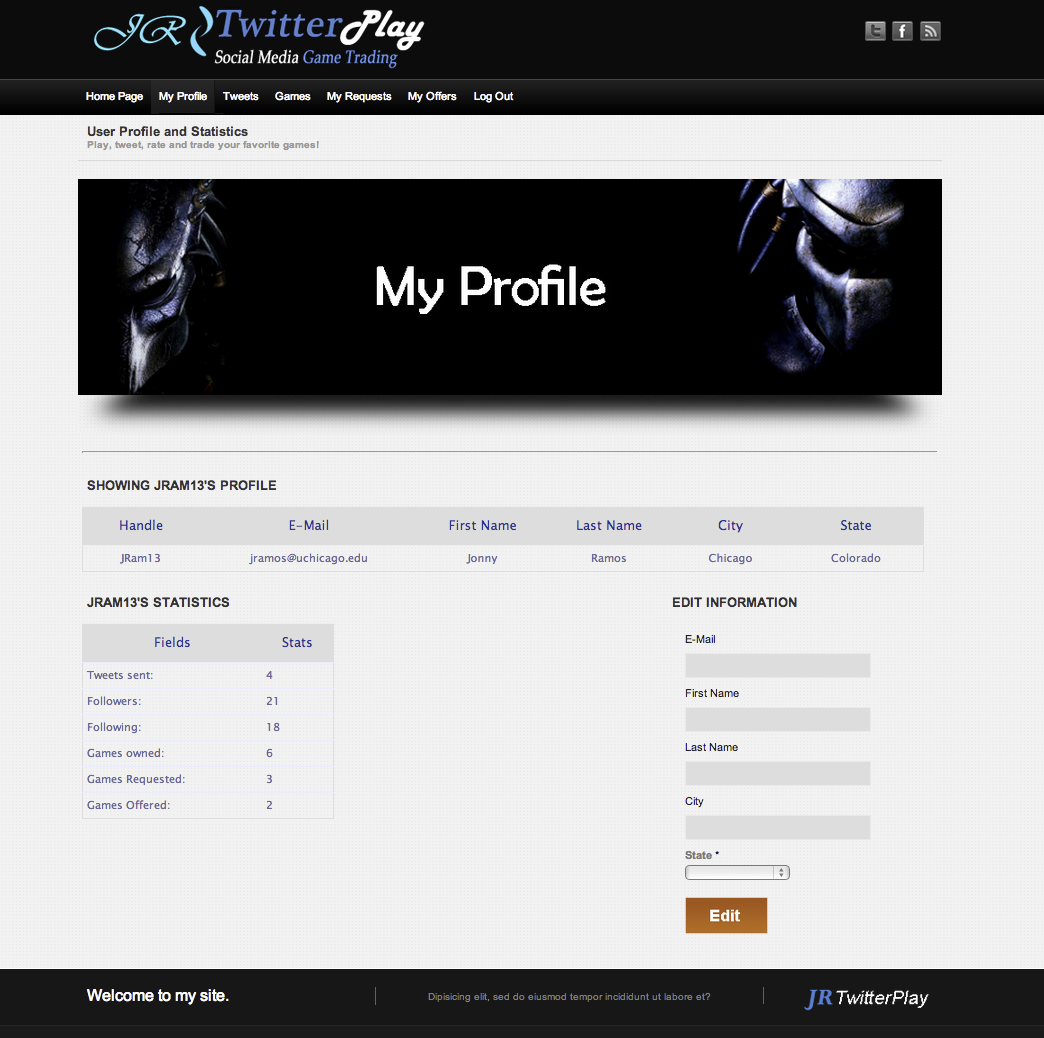 JR TwitterPlay
Social Media Game Trading
Home Page My Profile Tweets Games My Requests My Offers Log Out
User Profile and Statistics
Play, tweet, rate and trade your favorite games!
My Profile
SHOWING JRAM13'S PROFILE
Handle E-Mail First Name Last Name City State
JRam13 jramos@uchicago.edu Jonny Ramos Chicago Colorado
JRAM13'S STATISTICS
Fields Stats
Tweets sent: 4
Followers: 21
Following: 18
Games owned: 6
Games Requested: 3
Games Offered: 2
EDIT INFORMATION
E-Mail
First Name
Last Name
City
State *
Edit
Welcome to my site.
Dipisicing elit, sed do eiusmod tempor incididunt ut labore et?
JR TwitterPlay